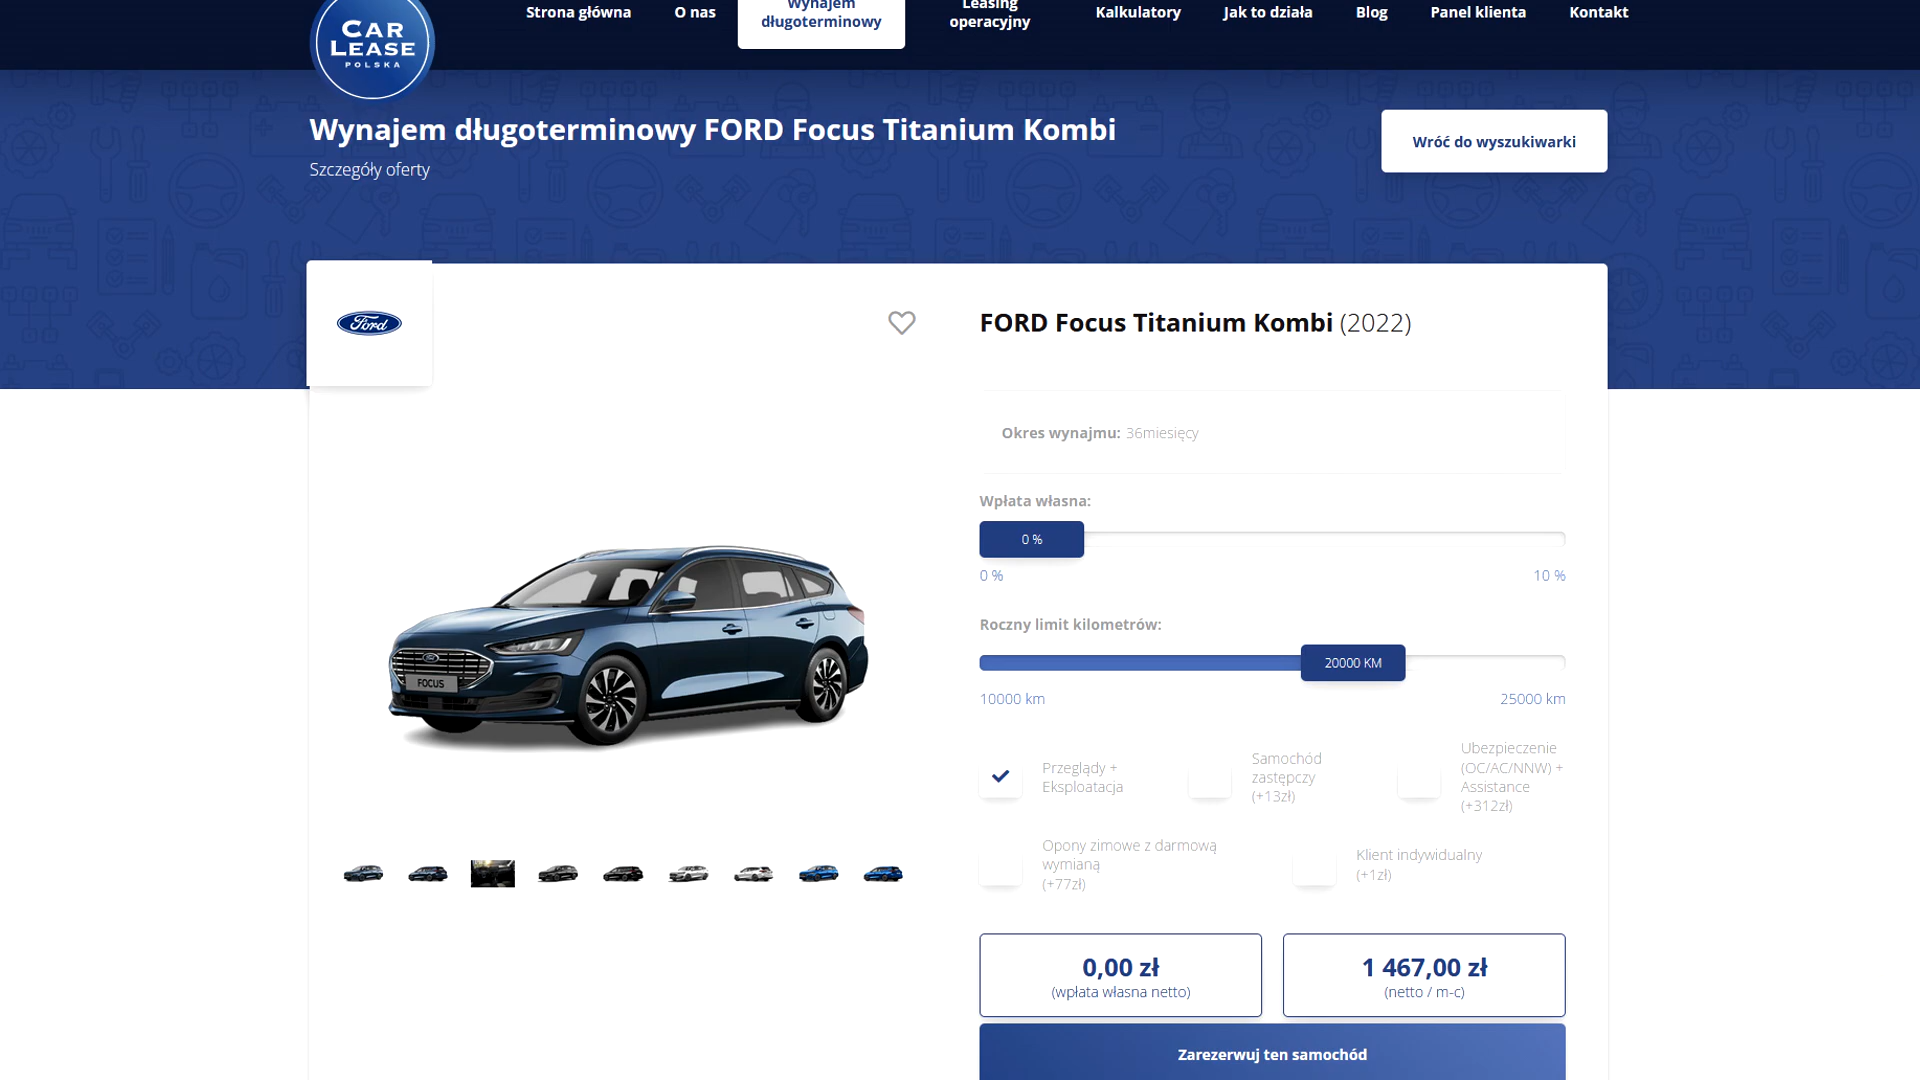 Strona główna
O nas
Wynajem
długoterminowy
Leasing
operacyjny
Kalkulatory
Jak to działa
Blog
Panel klienta
Kontakt
CAR
LEASE
POLSKA
Wynajem długoterminowy FORD Focus Titanium Kombi
Szczegóły oferty
Wróć do wyszukiwarki
Ford
FORD Focus Titanium Kombi (2022)
Okres wynajmu: 36miesięcy
Wpłata własna:
0 %
0 %
10 %
Roczny limit kilometrów:
20000 KM
10000 km
25000 km
FOCUS
Przeglądy +
Eksploatacja
Samochód
zastępczy
(+13zł)
Ubezpieczenie
(OC/AC/NNW) +
Assistance
(+312zł)
Opony zimowe z darmową
wymianą
(+77zł)
Klient indywidualny
(+1zł)
0,00 zł
(wpłata własna netto)
1 467,00 zł
(netto / m-c)
Zarezerwuj ten samochód